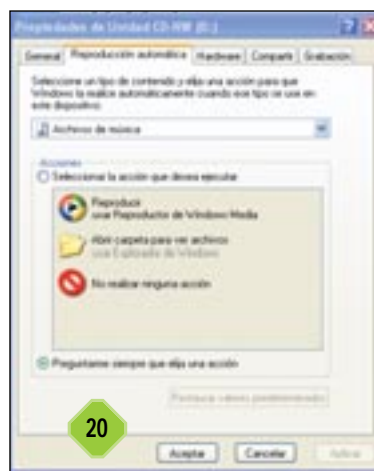 Propiedades de Unidad CD-RW (D:)
General Reproducción automática Hardware Compartir Grabación
Seleccione un tipo de contenido y elija una acción para que
Windows la realice automáticamente cuando ese tipo se use en
este dispositivo:
Archivos de música
Acciones
Seleccionar la acción que desea ejecutar
Reproducir
usar Reproductor de Windows Media
Abrir carpeta para ver archivos
usar Explorador de Windows
No realizar ninguna acción
Preguntarme siempre que elija una acción
Restaurar valores predeterminados
20
Aceptar Cancelar Aplicar